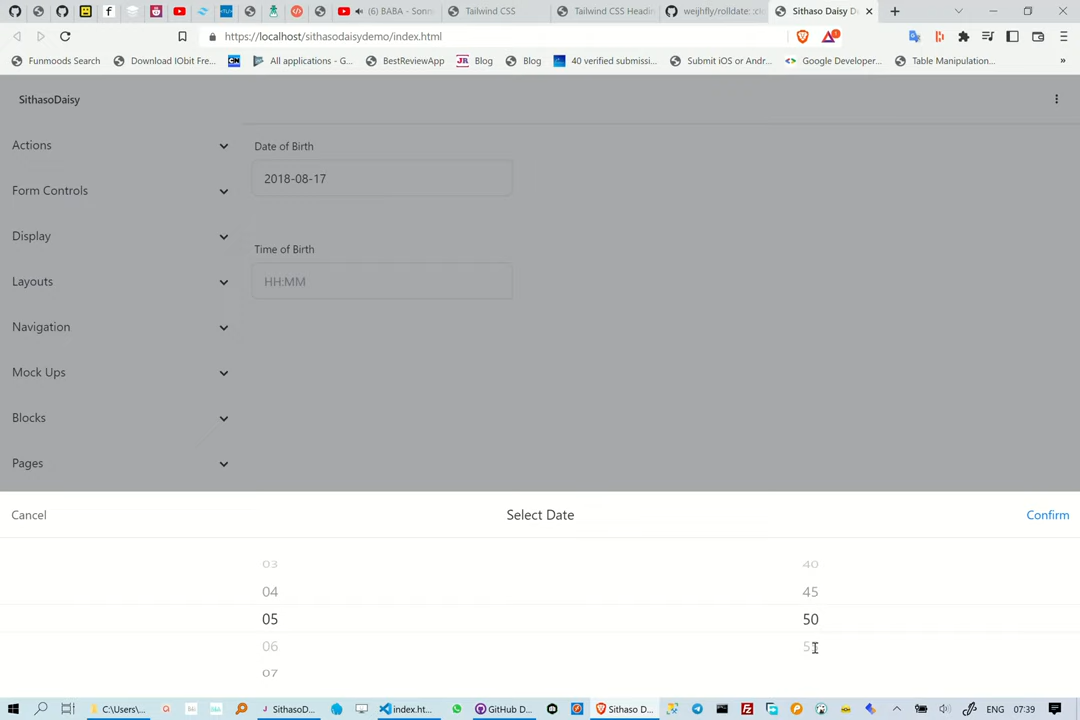 (6) BABA - Sonn
Tailwind CSS
Tailwind CSS Headin
weijhfly/rolldate: :cl
Sithaso Daisy D
https://localhost/sithasodaisydemo/index.html
Funmoods Search
Download IObit Fre...
All applications - G...
BestReviewApp
JR Blog
Blog
40 verified submissi...
Submit iOS or Andr...
Google Developer...
Table Manipulation...
»
SithasoDaisy
Actions
Form Controls
Display
Layouts
Navigation
Mock Ups
Blocks
Pages
Date of Birth
2018-08-17
Time of Birth
HH:MM
Cancel
Select Date
Confirm
03
04
05
06
07
40
45
50
C:\Users\...
SithasoD...
index.ht...
GitHub D...
Sithaso D...
ENG
07:39